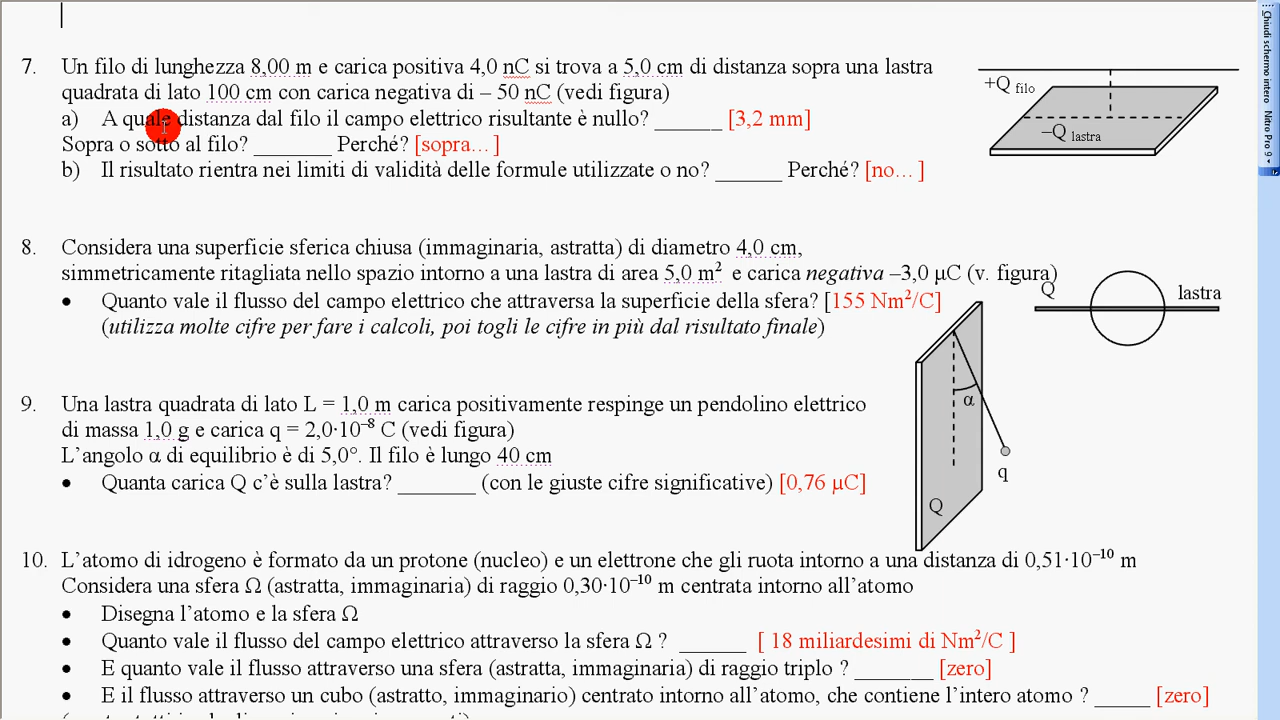 7. Un filo di lunghezza 8,00 m e carica positiva 4,0 nC si trova a 5,0 cm di distanza sopra una lastra
quadrata di lato 100 cm con carica negativa di – 50 nC (vedi figura)
a) A quale distanza dal filo il campo elettrico risultante è nullo? ______ [3,2 mm]
Sopra o sotto al filo? _______ Perché? [sopra…]
b) Il risultato rientra nei limiti di validità delle formule utilizzate o no? ______ Perché? [no… ]
+Q filo
–Q lastra
8. Considera una superficie sferica chiusa (immaginaria, astratta) di diametro 4,0 cm,
simmetricamente ritagliata nello spazio intorno a una lastra di area 5,0 m² e carica negativa –3,0 μC (v. figura)
• Quanto vale il flusso del campo elettrico che attraversa la superficie della sfera? [155 Nm²/C]
(utilizza molte cifre per fare i calcoli, poi togli le cifre in più dal risultato finale)
Q
lastra
9. Una lastra quadrata di lato L = 1,0 m carica positivamente respinge un pendolino elettrico
di massa 1,0 g e carica q = 2,0·10⁻⁸ C (vedi figura)
L’angolo α di equilibrio è di 5,0°. Il filo è lungo 40 cm
• Quanta carica Q c’è sulla lastra? _______ (con le giuste cifre significative) [0,76 μC]
α
q
Q
10. L’atomo di idrogeno è formato da un protone (nucleo) e un elettrone che gli ruota intorno a una distanza di 0,51·10⁻¹⁰ m
Considera una sfera Ω (astratta, immaginaria) di raggio 0,30·10⁻¹⁰ m centrata intorno all’atomo
• Disegna l’atomo e la sfera Ω
• Quanto vale il flusso del campo elettrico attraverso la sfera Ω ? ______ [ 18 miliardesimi di Nm²/C ]
• E quanto vale il flusso attraverso una sfera (astratta, immaginaria) di raggio triplo ? _______ [zero]
• E il flusso attraverso un cubo (astratto, immaginario) centrato intorno all’atomo, che contiene l’intero atomo ? _____ [zero]
Chiudi schermo intero
Nitro Pro 9